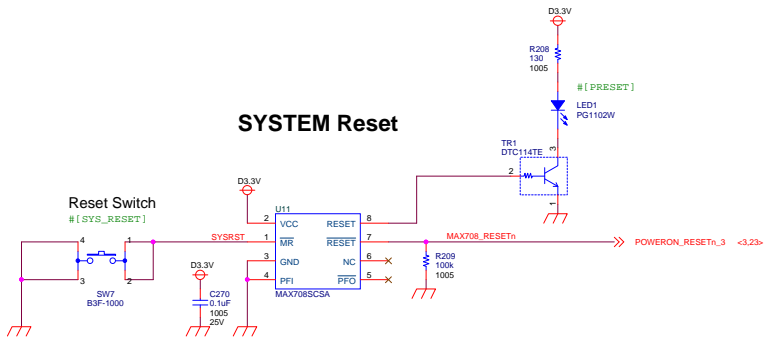 D3.3V
R208
130
1005
#[PRESET]
LED1
PG1102W
SYSTEM Reset
TR1
DTC114TE
3
2
1
D3.3V
Reset Switch
#[SYS_RESET]
U11
2 VCC RESET 8
SYSRST 1 MR RESET 7 MAX708_RESETn POWERON_RESETn_3 <3,23>
3 GND NC 6
4 PFI PFO 5
MAX708SCSA
4 1
3 2
SW7
B3F-1000
D3.3V
C270
0.1uF
1005
25V
R209
100k
1005